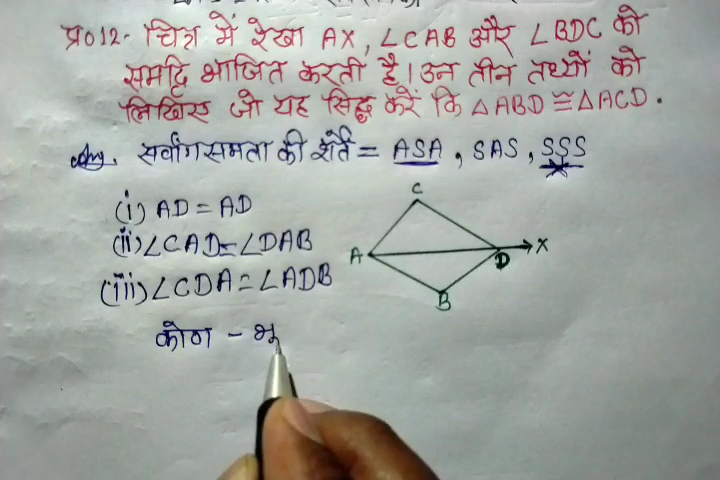 प्र012- चित्र में रेखा AX, ∠CAB और ∠BDC को
समद्वि भाजित करती है। उन तीन तथ्यों को
लिखिए जो यह सिद्ध करें कि △ABD ≅ △ACD.
Ans. सर्वांगसमता की शर्तें = ASA, SAS, SSS
(i) AD = AD
(ii) ∠CAD = ∠DAB
(iii) ∠CDA = ∠ADB
कोण - भु
C
A
D
X
B